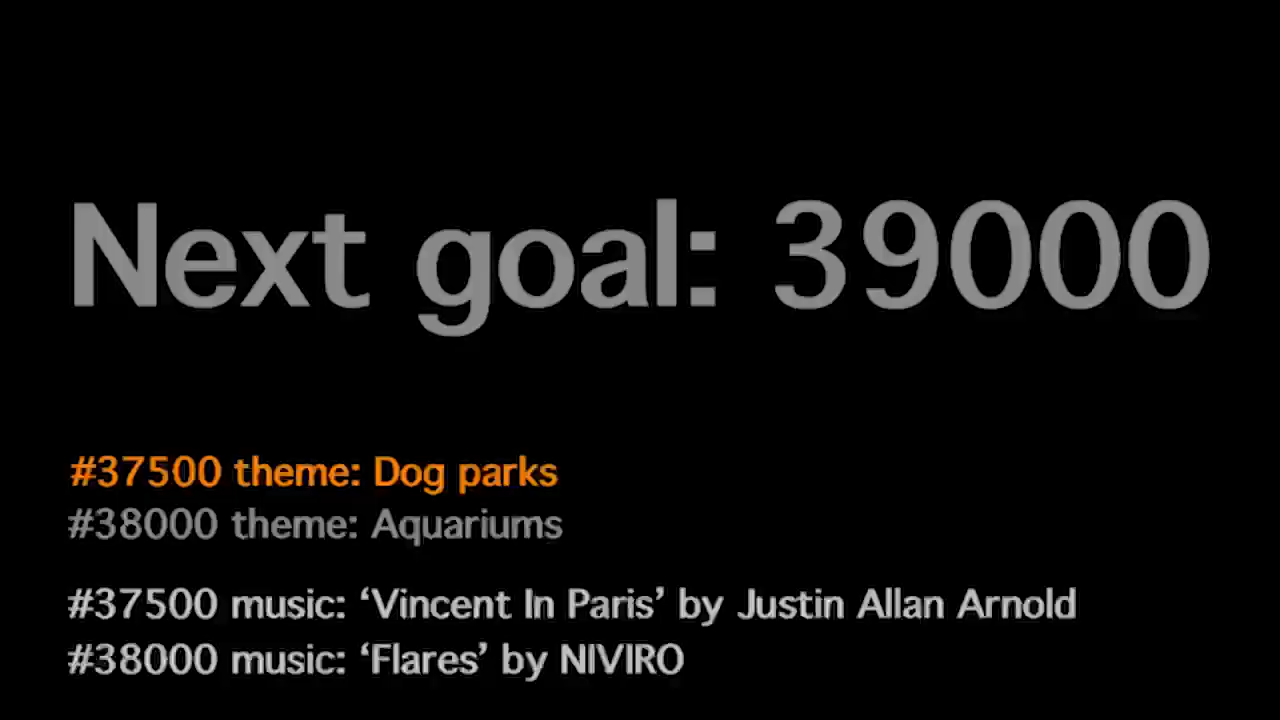 Next goal: 39000
#37500 theme: Dog parks
#38000 theme: Aquariums
#37500 music: ‘Vincent In Paris’ by Justin Allan Arnold
#38000 music: ‘Flares’ by NIVIRO